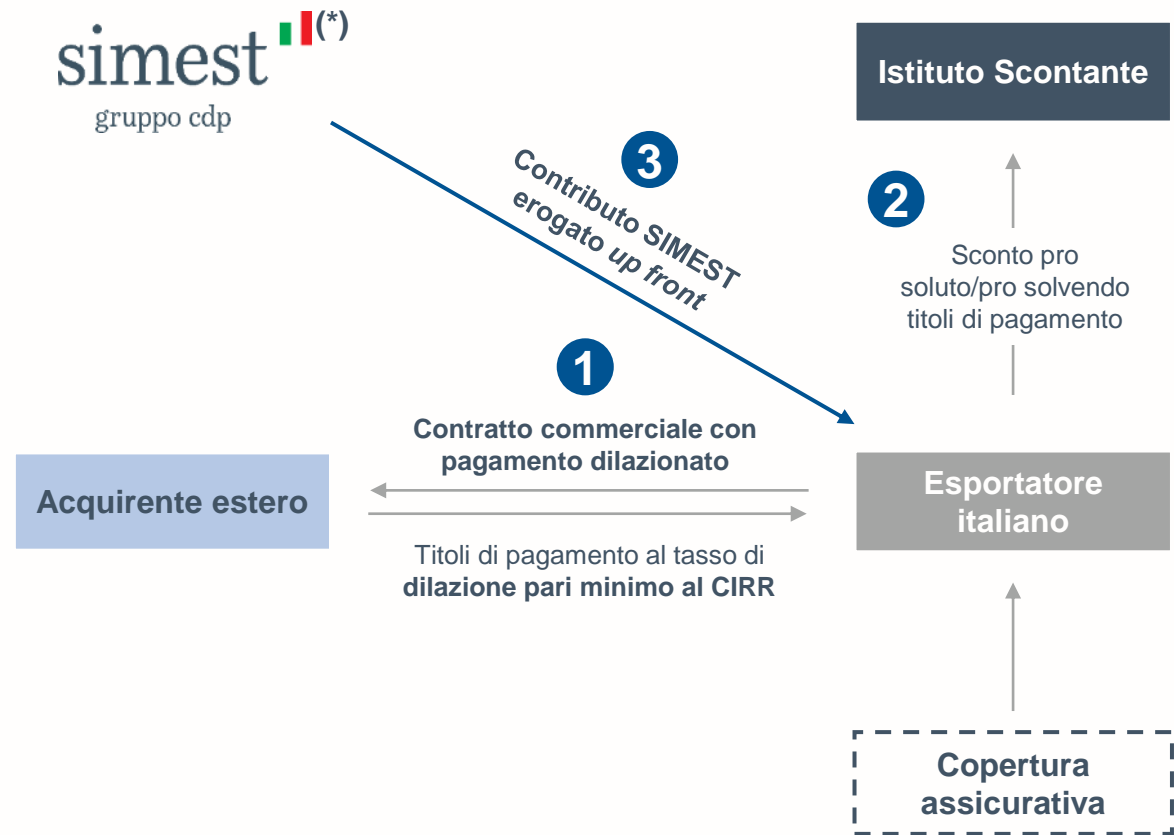 simest (*)
gruppo cdp
Istituto Scontante
3
Contributo SIMEST
erogato up front
2
Sconto pro
soluto/pro solvendo
titoli di pagamento
1
Contratto commerciale con
pagamento dilazionato
Acquirente estero
Esportatore
italiano
Titoli di pagamento al tasso di
dilazione pari minimo al CIRR
Copertura
assicurativa